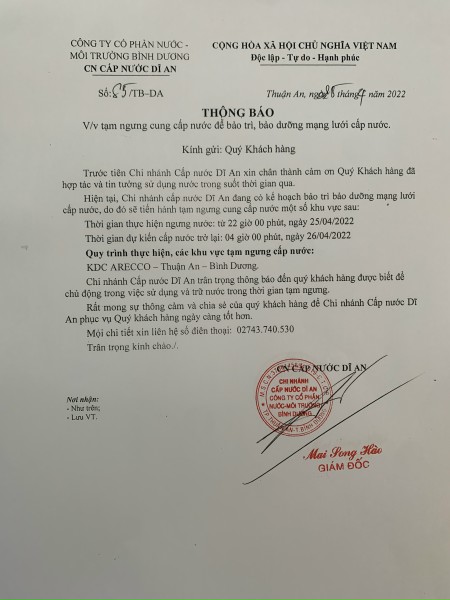 CÔNG TY CỔ PHẦN NƯỚC -
MÔI TRƯỜNG BÌNH DƯƠNG
CN CẤP NƯỚC DĨ AN
Số: 85/TB–DA
CỘNG HÒA XÃ HỘI CHỦ NGHĨA VIỆT NAM
Độc lập - Tự do - Hạnh phúc
Thuận An, ngày tháng 4 năm 2022
THÔNG BÁO
V/v tạm ngưng cung cấp nước để bảo trì, bảo dưỡng mạng lưới cấp nước.
Kính gửi: Quý Khách hàng
Trước tiên Chi nhánh Cấp nước Dĩ An xin chân thành cảm ơn Quý Khách hàng đã
hợp tác và tin tưởng sử dụng nước trong suốt thời gian qua.
Hiện tại, Chi nhánh Cấp nước Dĩ An đang có kế hoạch bảo trì bảo dưỡng mạng lưới
cấp nước, do đó sẽ tiến hành tạm ngưng cung cấp nước một số khu vực sau:
Thời gian thực hiện ngưng nước: từ 22 giờ 00 phút, ngày 25/04/2022
Thời gian dự kiến cấp nước trở lại: 04 giờ 00 phút, ngày 26/04/2022
Quy trình thực hiện, các khu vực tạm ngưng cấp nước:
KDC ARECCO – Thuận An – Bình Dương.
Chi nhánh Cấp nước Dĩ An trân trọng thông báo đến quý khách hàng được biết để
chủ động trong việc sử dụng và trữ nước trong thời gian tạm ngưng.
Rất mong sự thông cảm và chia sẻ của quý khách hàng để Chi nhánh Cấp nước Dĩ
An phục vụ Quý khách hàng ngày càng tốt hơn.
Mọi chi tiết xin liên hệ số điện thoại: 02743.740.530
Trân trọng kính chào./.
CN CẤP NƯỚC DĨ AN
CHI NHÁNH
CẤP NƯỚC DĨ AN
CÔNG TY CỔ PHẦN
NƯỚC-MÔI TRƯỜNG
BÌNH DƯƠNG
TP.THUẬN AN-T.BÌNH DƯƠNG
Nơi nhận:
- Như trên;
- Lưu VT.
Mai Song Hào
GIÁM ĐỐC